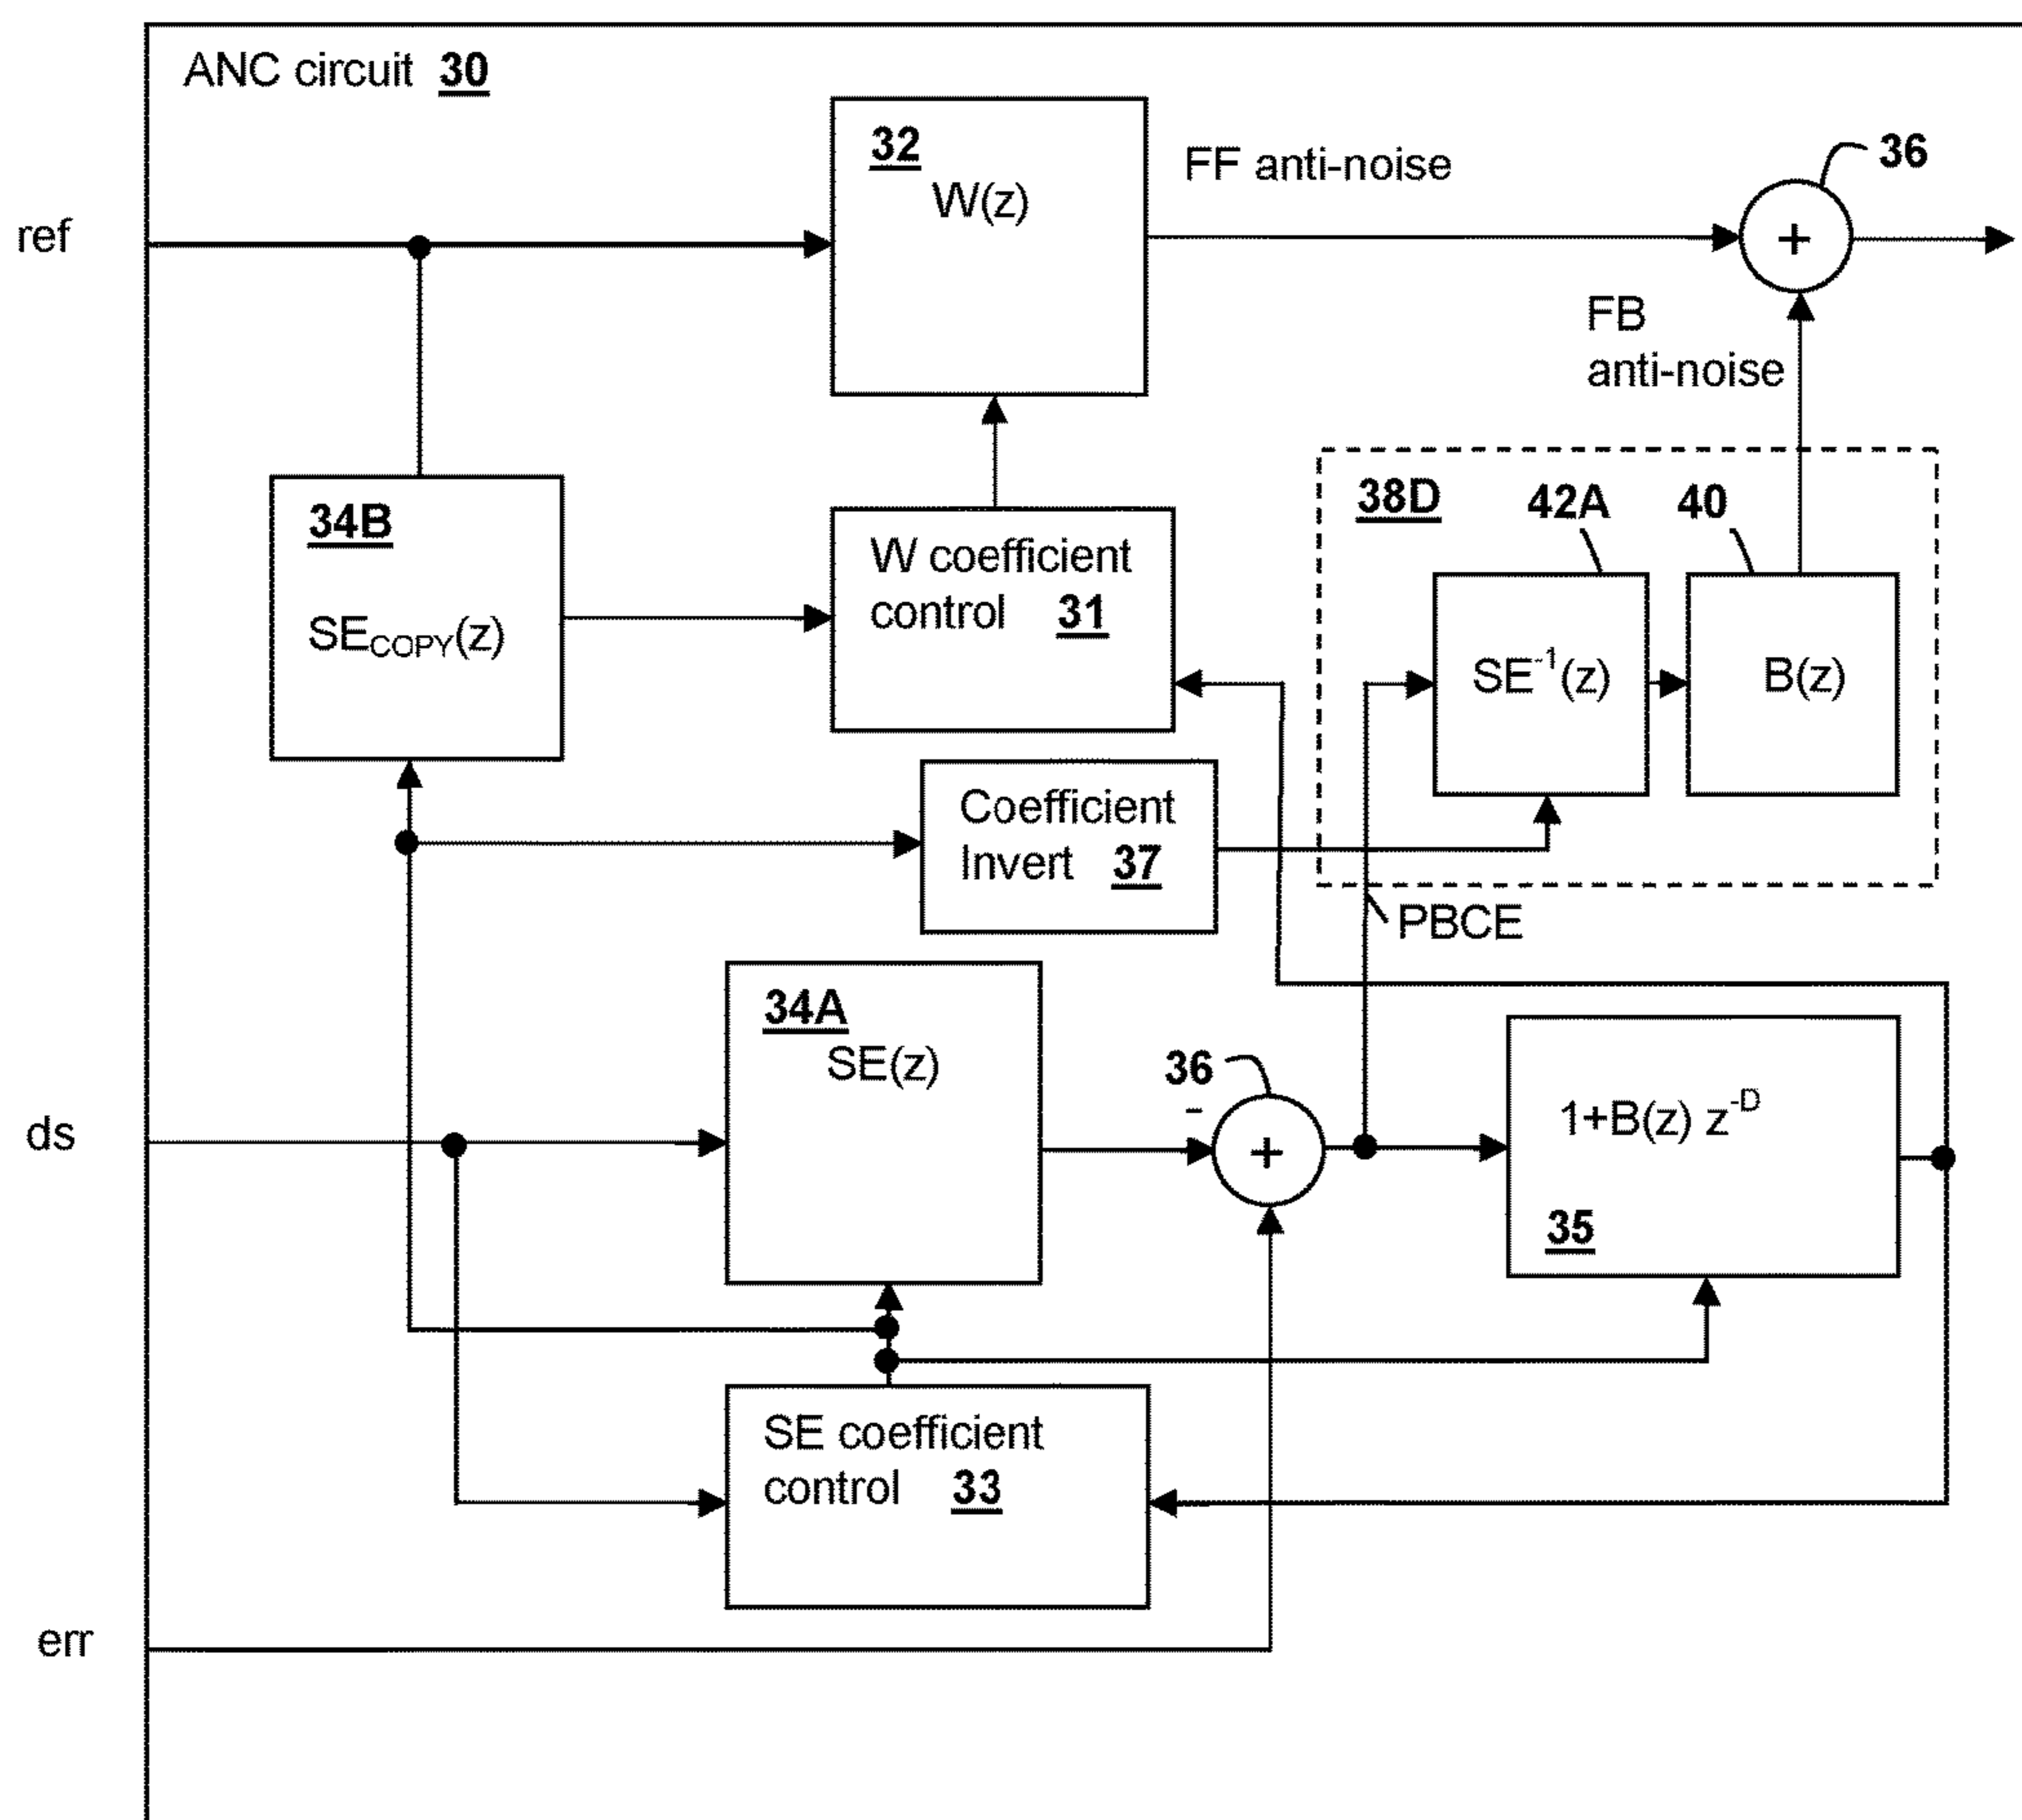 ANC circuit 30
32
W(z)
FF anti-noise
36
ref
FB
anti-noise
34B
SE_COPY(z)
W coefficient
control 31
38D
42A
40
SE^-1(z)
B(z)
Coefficient
Invert 37
PBCE
34A
SE(z)
36
-
+
+
ds
1+B(z) z^-D
35
SE coefficient
control 33
err